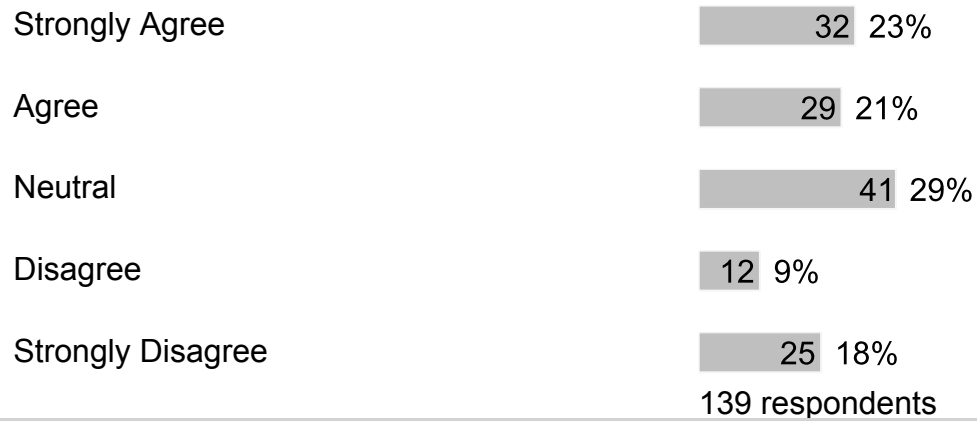 Strongly Agree 32 23%
Agree 29 21%
Neutral 41 29%
Disagree 12 9%
Strongly Disagree 25 18%
139 respondents